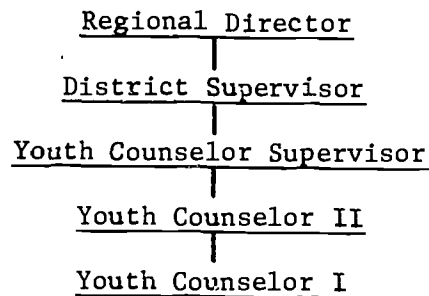 Regional Director
District Supervisor
Youth Counselor Supervisor
Youth Counselor II
Youth Counselor I